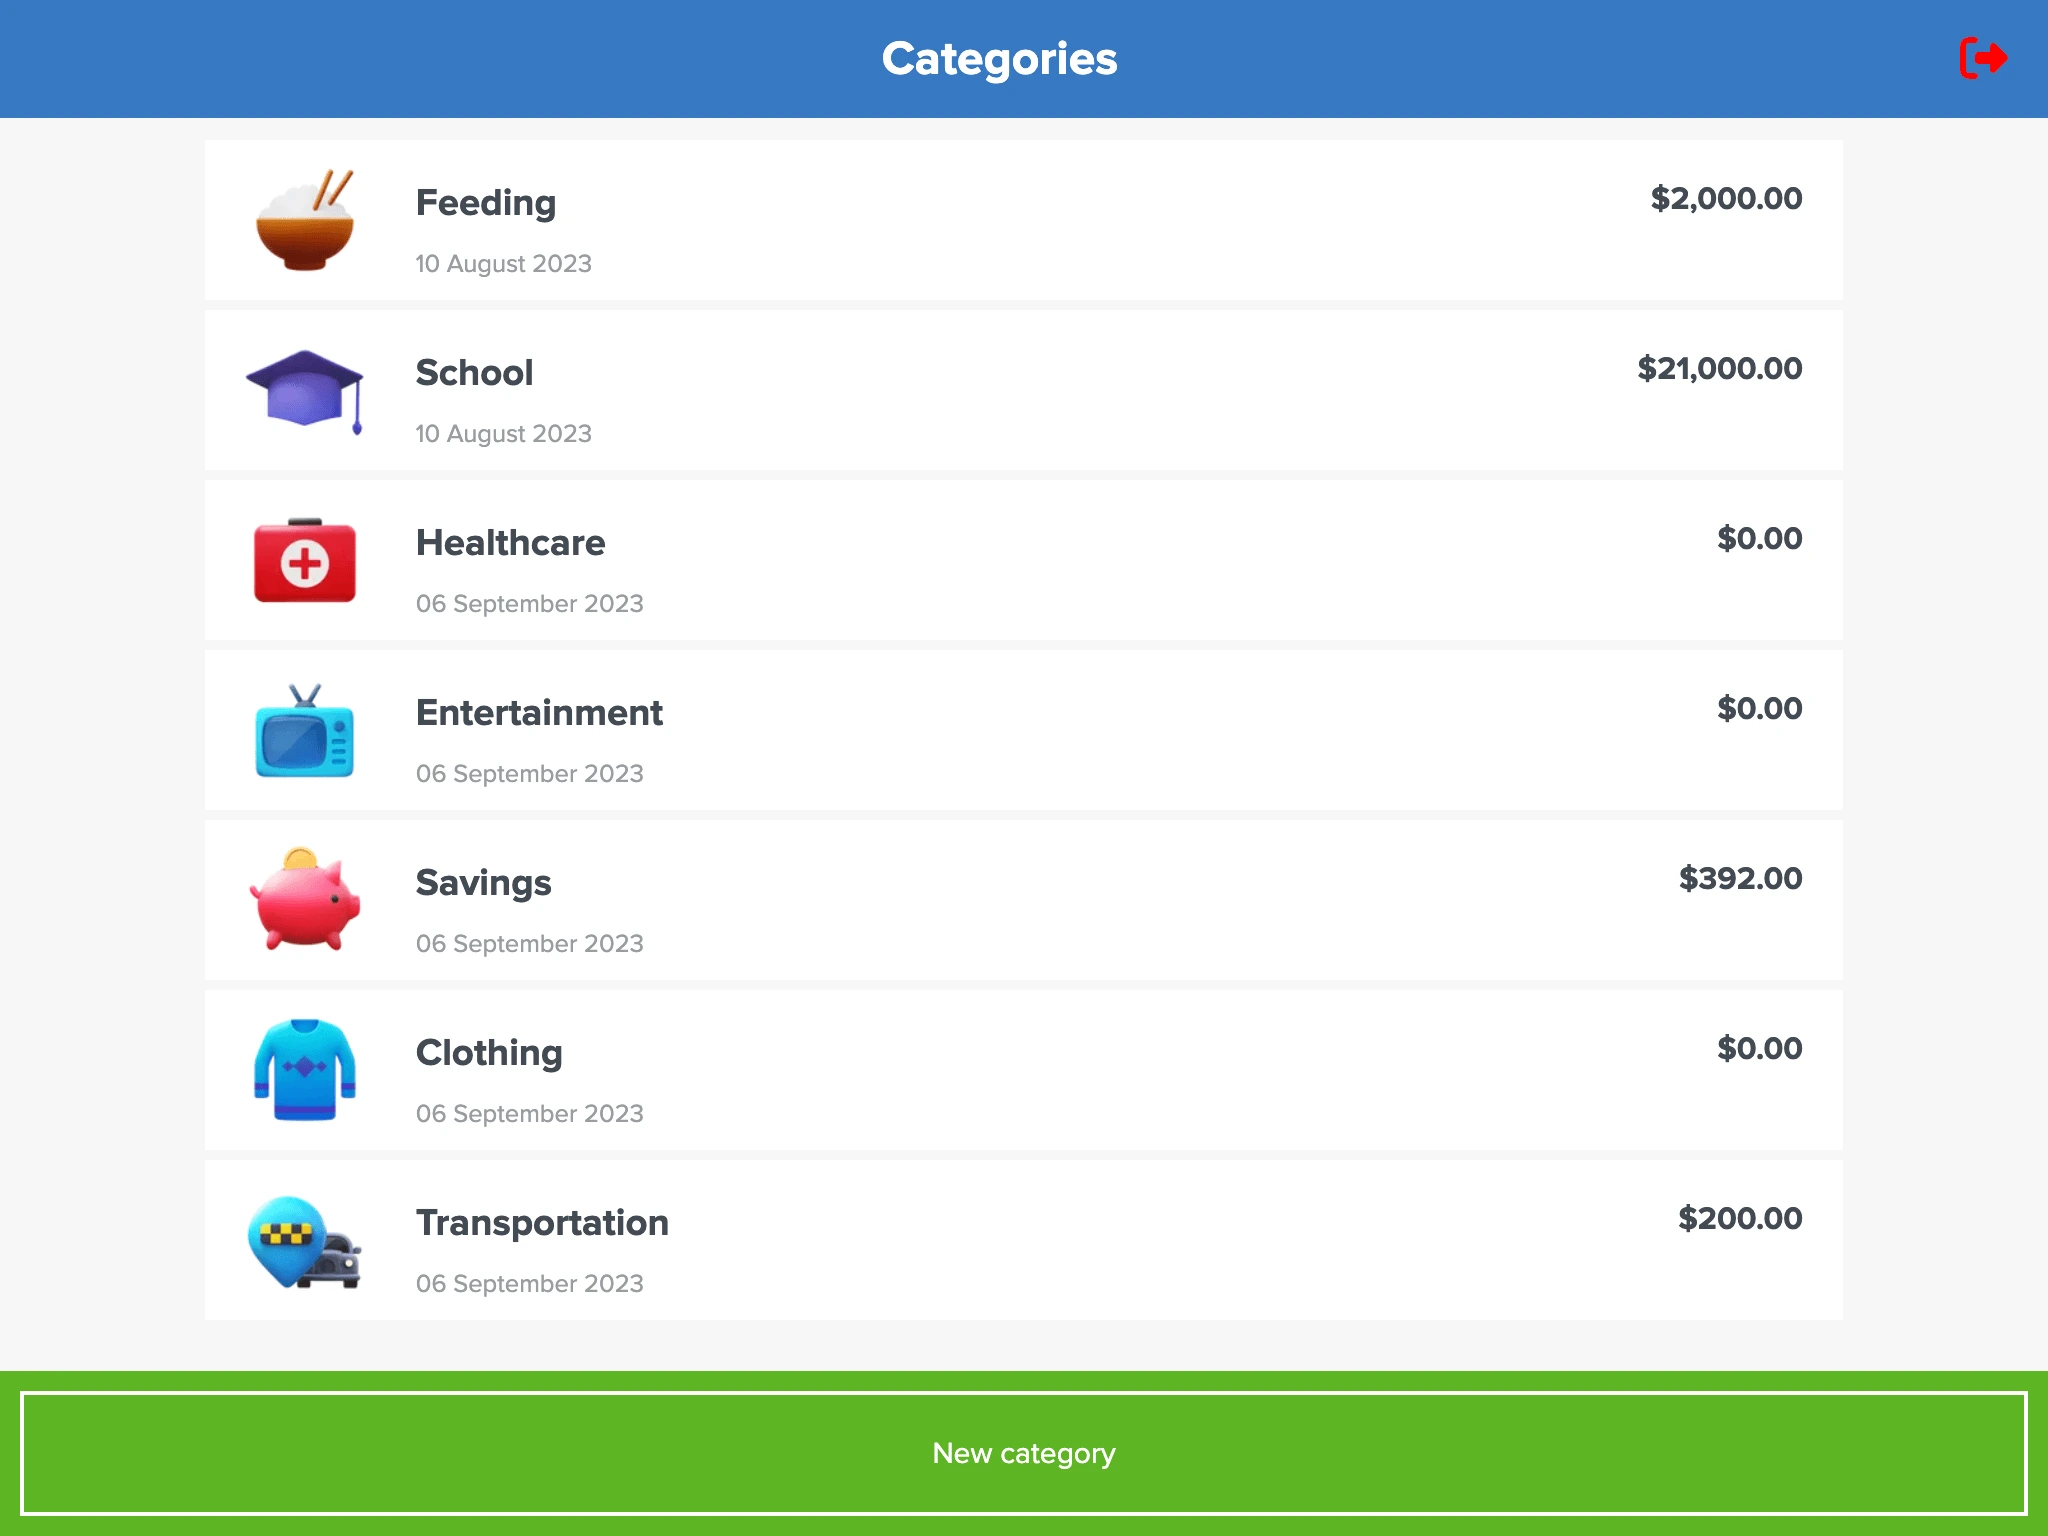 Categories
Feeding
$2,000.00
10 August 2023
School
$21,000.00
10 August 2023
Healthcare
$0.00
06 September 2023
Entertainment
$0.00
06 September 2023
Savings
$392.00
06 September 2023
Clothing
$0.00
06 September 2023
Transportation
$200.00
06 September 2023
New category